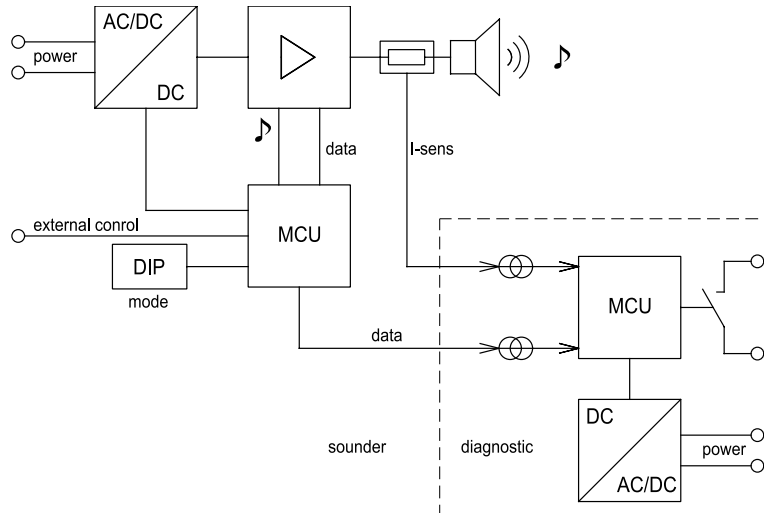 AC/DC
power
DC
data
I-sens
external conrol
MCU
DIP
mode
MCU
data
DC
sounder
diagnostic
power
AC/DC